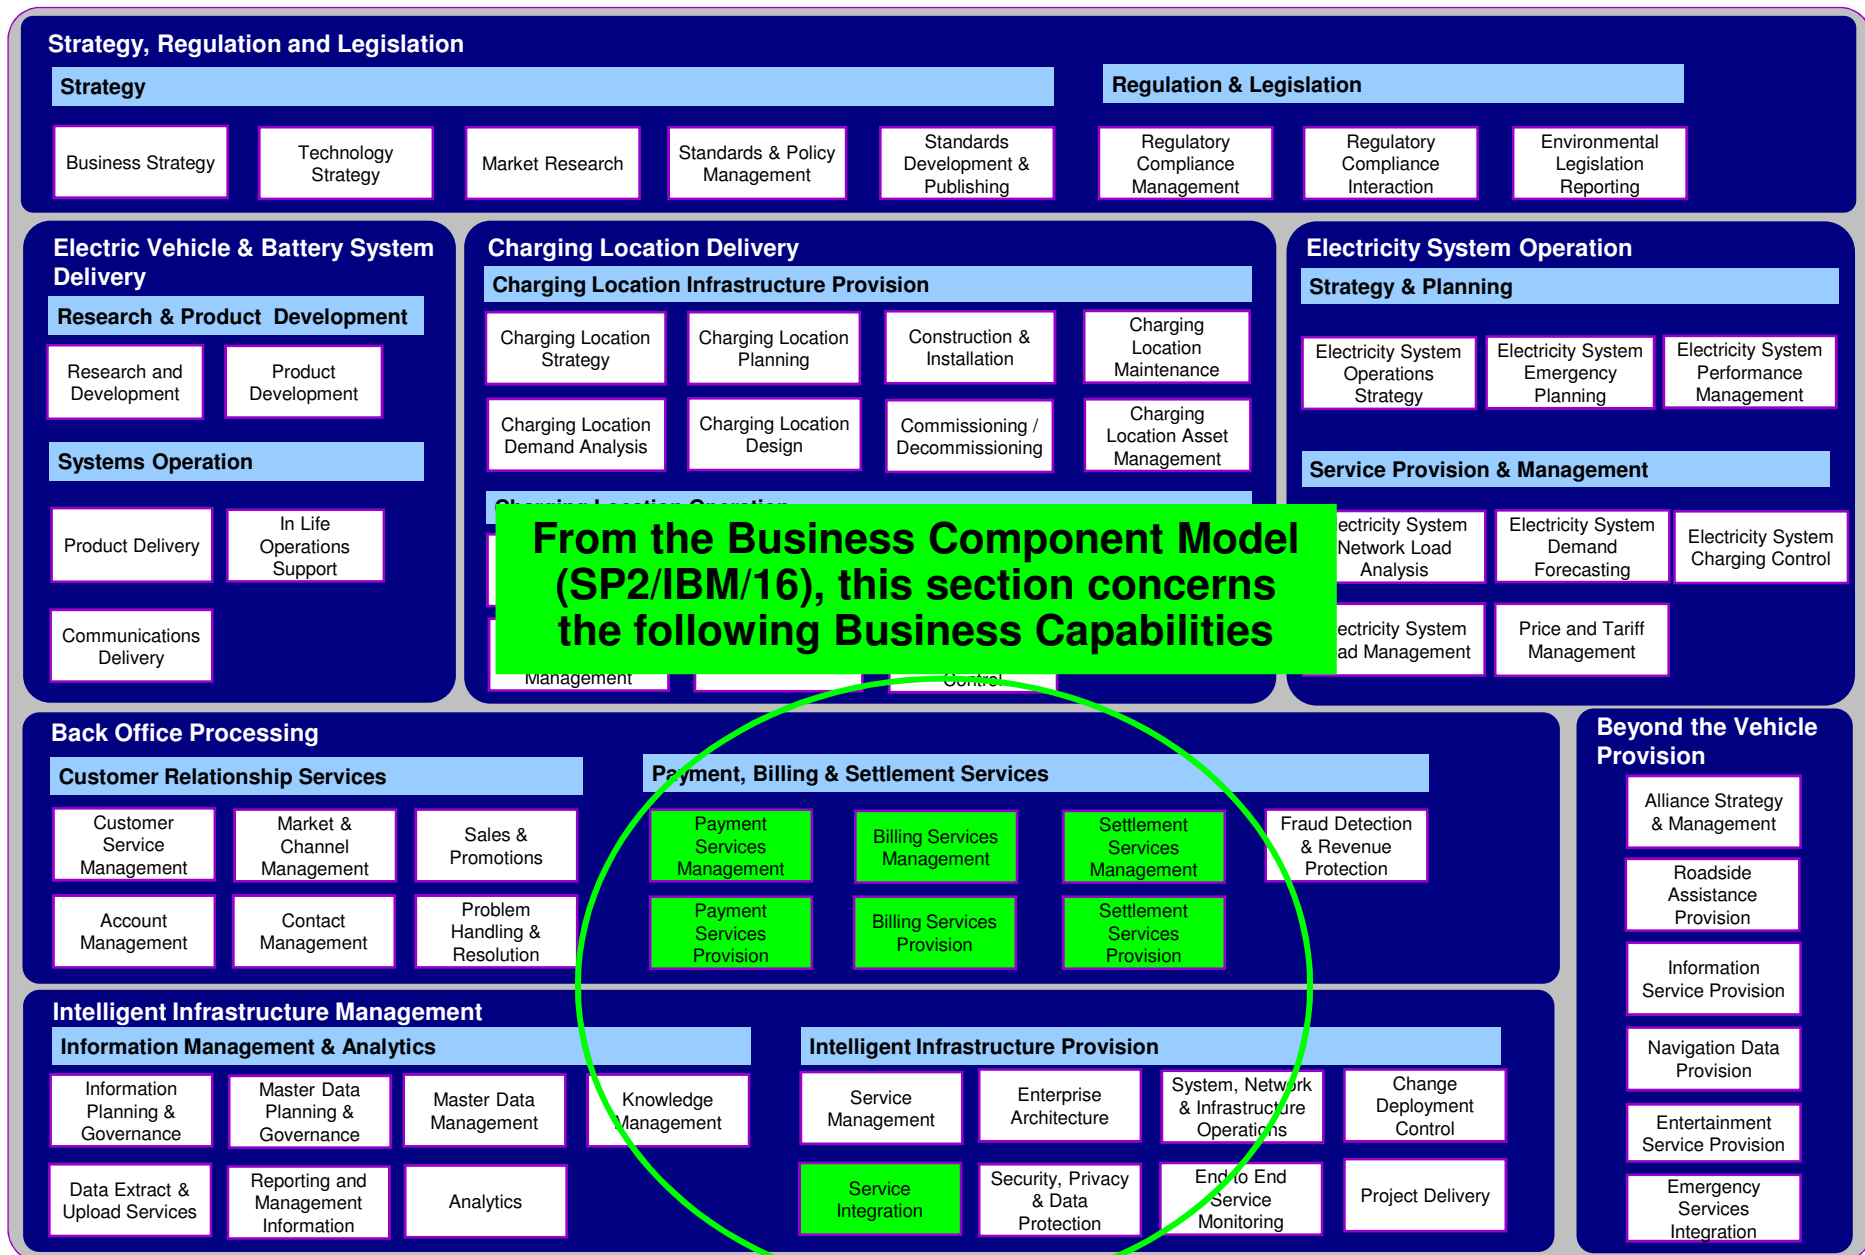 Strategy, Regulation and Legislation
Strategy
Regulation & Legislation
Business Strategy
Technology
Strategy
Market Research
Standards & Policy
Management
Standards
Development &
Publishing
Regulatory
Compliance
Management
Regulatory
Compliance
Interaction
Environmental
Legislation
Reporting
Electric Vehicle & Battery System
Delivery
Research & Product Development
Research and
Development
Product
Development
Systems Operation
Product Delivery
In Life
Operations
Support
Communications
Delivery
Charging Location Delivery
Charging Location Infrastructure Provision
Charging Location
Strategy
Charging Location
Planning
Construction &
Installation
Charging
Location
Maintenance
Charging Location
Demand Analysis
Charging Location
Design
Commissioning /
Decommissioning
Charging
Location Asset
Management
Charging Location Operation
From the Business Component Model
(SP2/IBM/16), this section concerns
the following Business Capabilities
Management
Control
Electricity System Operation
Strategy & Planning
Electricity System
Operations
Strategy
Electricity System
Emergency
Planning
Electricity System
Performance
Management
Service Provision & Management
ectricity System
Network Load
Analysis
Electricity System
Demand
Forecasting
Electricity System
Charging Control
ectricity System
ad Management
Price and Tariff
Management
Back Office Processing
Customer Relationship Services
Customer
Service
Management
Market &
Channel
Management
Sales &
Promotions
Account
Management
Contact
Management
Problem
Handling &
Resolution
Payment, Billing & Settlement Services
Payment
Services
Management
Billing Services
Management
Settlement
Services
Management
Fraud Detection
& Revenue
Protection
Payment
Services
Provision
Billing Services
Provision
Settlement
Services
Provision
Beyond the Vehicle
Provision
Alliance Strategy
& Management
Roadside
Assistance
Provision
Information
Service Provision
Navigation Data
Provision
Entertainment
Service Provision
Emergency
Services
Integration
Intelligent Infrastructure Management
Information Management & Analytics
Information
Planning &
Governance
Master Data
Planning &
Governance
Master Data
Management
Knowledge
Management
Data Extract &
Upload Services
Reporting and
Management
Information
Analytics
Intelligent Infrastructure Provision
Service
Management
Enterprise
Architecture
System, Network
& Infrastructure
Operations
Change
Deployment
Control
Service
Integration
Security, Privacy
& Data
Protection
End to End
Service
Monitoring
Project Delivery